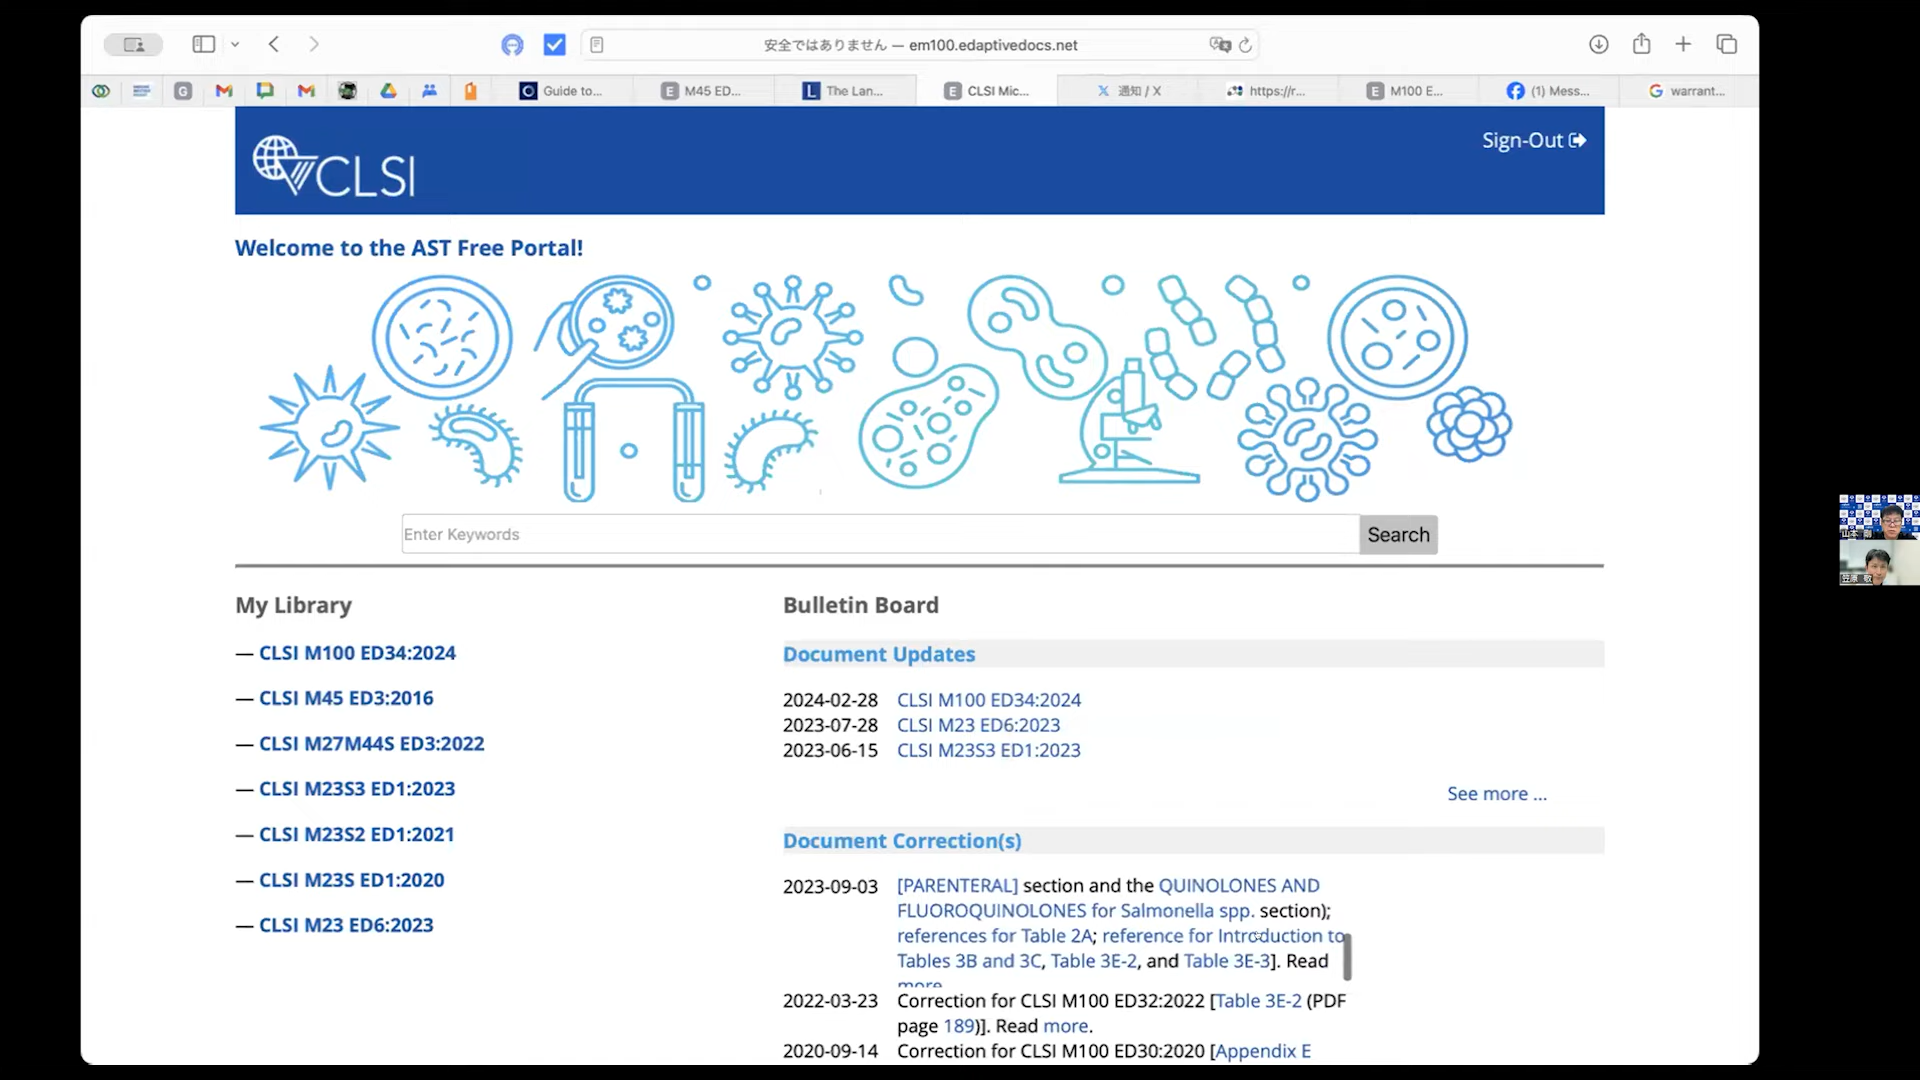 安全ではありません — em100.edaptivedocs.net
Guide to...
M45 ED...
The Lan...
CLSI Mic...
通知 / X
https://r...
M100 E...
(1) Mess...
warrant...
CLSI
Sign-Out
Welcome to the AST Free Portal!
Enter Keywords
Search
My Library
— CLSI M100 ED34:2024
— CLSI M45 ED3:2016
— CLSI M27M44S ED3:2022
— CLSI M23S3 ED1:2023
— CLSI M23S2 ED1:2021
— CLSI M23S ED1:2020
— CLSI M23 ED6:2023
Bulletin Board
Document Updates
2024-02-28 CLSI M100 ED34:2024
2023-07-28 CLSI M23 ED6:2023
2023-06-15 CLSI M23S3 ED1:2023
See more ...
Document Correction(s)
2023-09-03 [PARENTERAL] section and the QUINOLONES AND
FLUOROQUINOLONES for Salmonella spp. section);
references for Table 2A; reference for Introduction to
Tables 3B and 3C, Table 3E-2, and Table 3E-3]. Read
more
2022-03-23 Correction for CLSI M100 ED32:2022 [Table 3E-2 (PDF
page 189)]. Read more.
2020-09-14 Correction for CLSI M100 ED30:2020 [Appendix E
山本 剛
笠原 敬